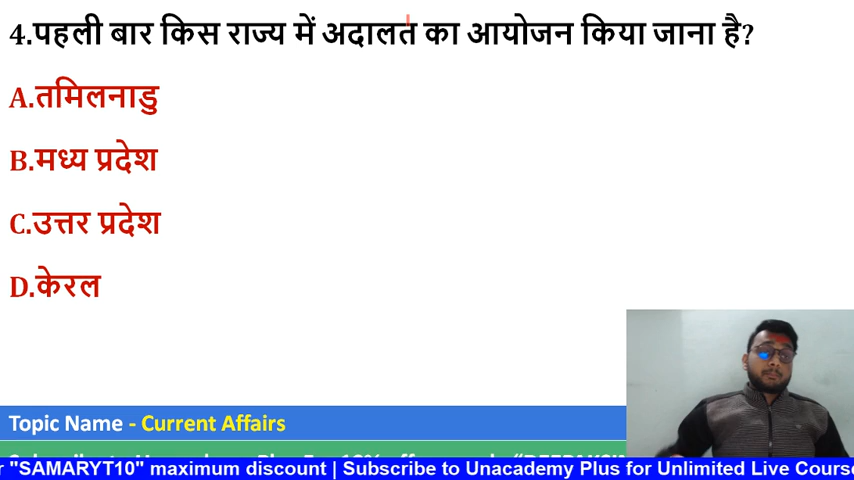 4.पहली बार किस राज्य में अदालत का आयोजन किया जाना है?
A.तमिलनाडु
B.मध्य प्रदेश
C.उत्तर प्रदेश
D.केरल
Topic Name - Current Affairs
"SAMARYT10" maximum discount | Subscribe to Unacademy Plus for Unlimited Live Course